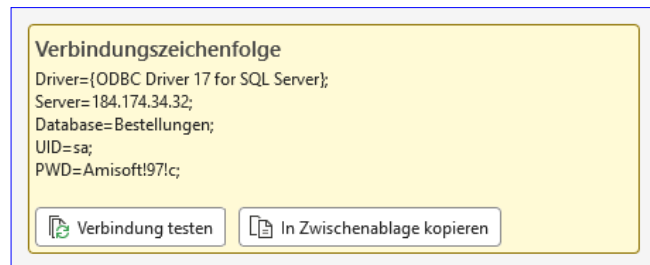 Verbindungszeichenfolge
Driver={ODBC Driver 17 for SQL Server};
Server=184.174.34.32;
Database=Bestellungen;
UID=sa;
PWD=Amisoft!97!c;
Verbindung testen
In Zwischenablage kopieren